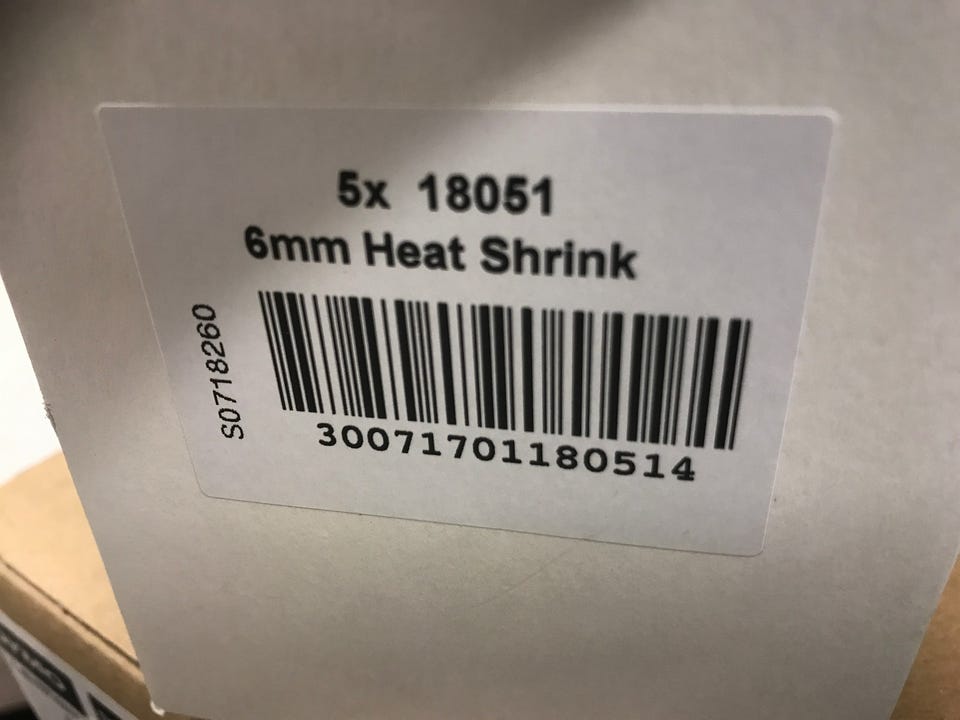 5x 18051
6mm Heat Shrink
S0718260
30071701180514